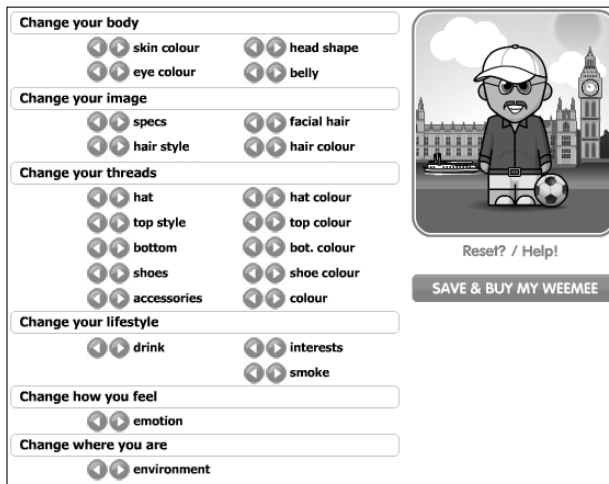 Change your body
skin colour head shape
eye colour belly
Change your image
specs facial hair
hair style hair colour
Change your threads
hat hat colour
top style top colour
bottom bot. colour
shoes shoe colour
accessories colour
Change your lifestyle
drink interests
smoke
Change how you feel
emotion
Change where you are
environment
Reset? / Help!
SAVE & BUY MY WEEMEE